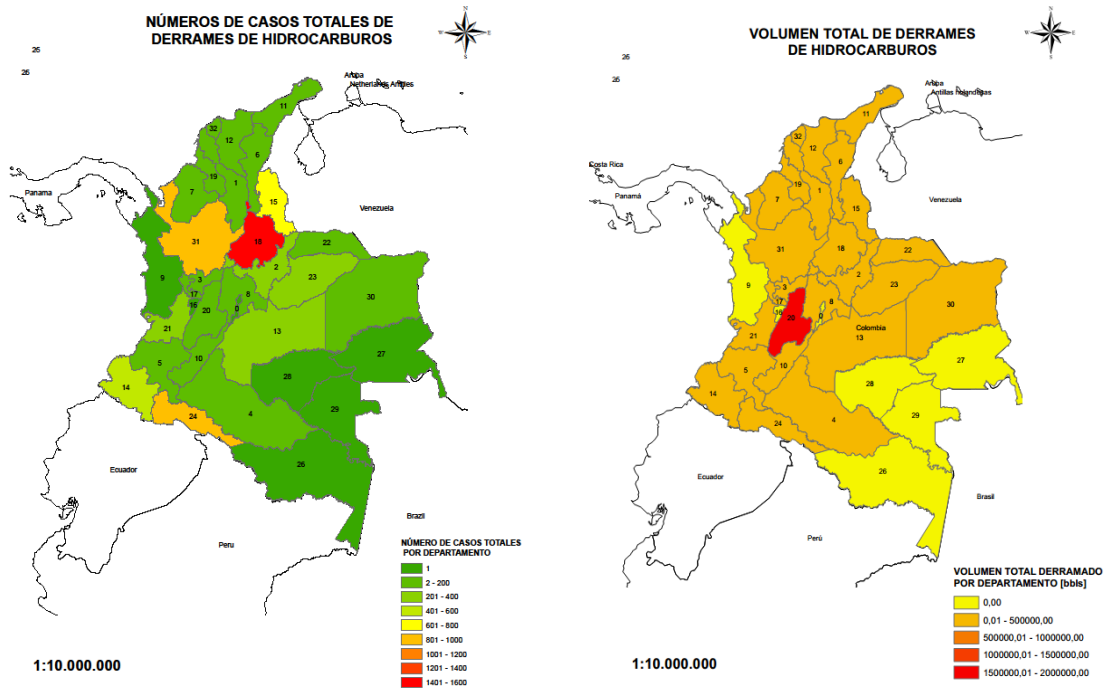 NÚMEROS DE CASOS TOTALES DE
DERRAMES DE HIDROCARBUROS
N
W
E
S
26
26
Aruba
Netherlands Antilles
11
32
12
6
19
7
1
15
Panama
Venezuela
31
18
22
2
23
9
3
17
16
8
20
0
30
21
13
27
5
10
28
14
24
4
29
26
Ecuador
Brazil
Peru
NÚMERO DE CASOS TOTALES
POR DEPARTAMENTO
1
2 - 200
201 - 400
401 - 600
601 - 800
801 - 1000
1001 - 1200
1201 - 1400
1401 - 1600
1:10.000.000
VOLUMEN TOTAL DE DERRAMES
DE HIDROCARBUROS
N
W
E
S
26
26
Aruba
Antillas holandesas
11
32
12
6
Costa Rica
19
7
1
15
Panamá
Venezuela
31
18
22
2
23
9
3
17
16
8
20
0
30
Colombia
21
13
27
5
10
28
14
24
4
29
26
Ecuador
Brasil
Perú
VOLUMEN TOTAL DERRAMADO
POR DEPARTAMENTO [bbls]
0,00
0,01 - 500000,00
500000,01 - 1000000,00
1000000,01 - 1500000,00
1500000,01 - 2000000,00
1:10.000.000